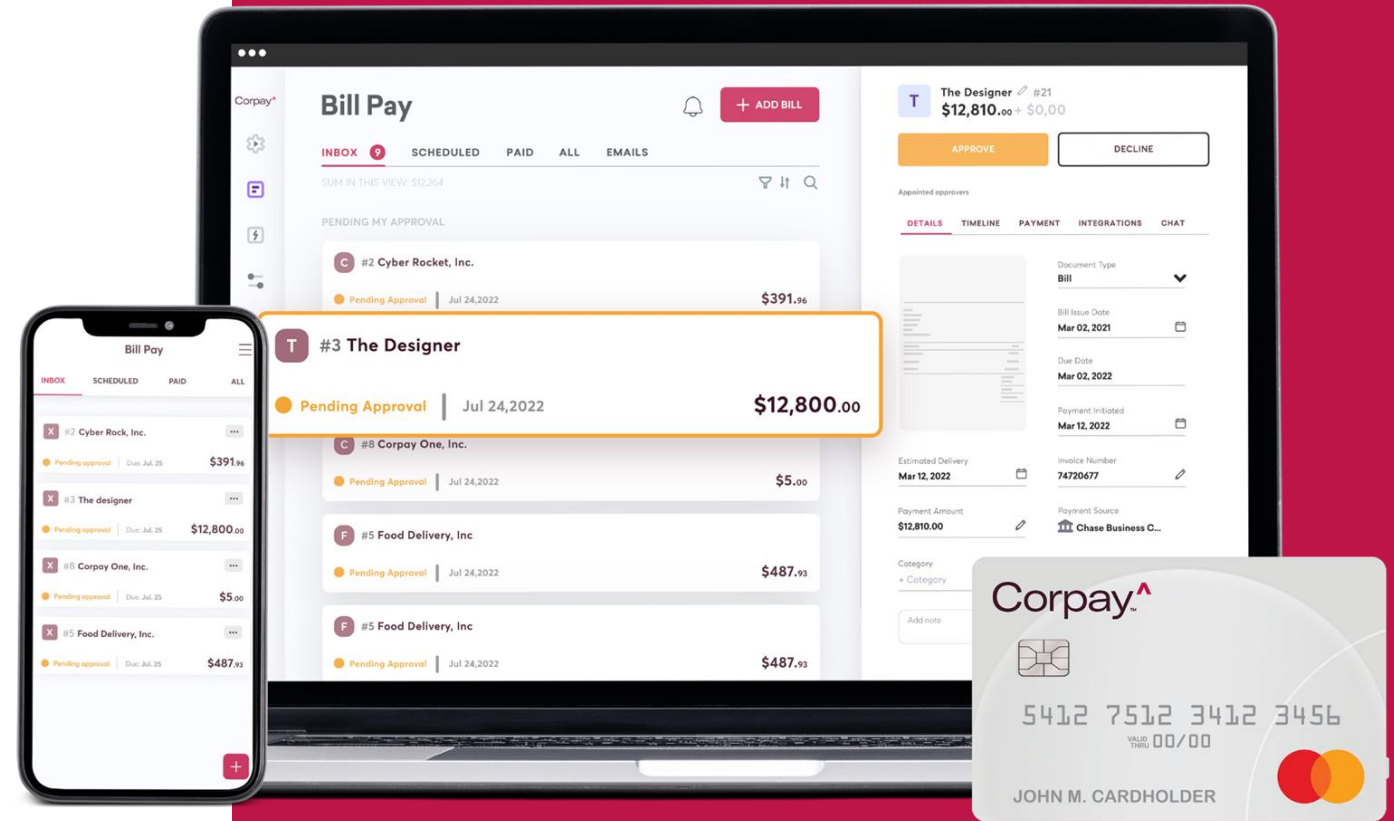 Corpay^
Bill Pay
+ ADD BILL
INBOX 9 SCHEDULED PAID ALL EMAILS
SUM IN THIS VIEW: $12,264
PENDING MY APPROVAL
C #2 Cyber Rocket, Inc.
Pending Approval Jul 24,2022 $391.96
T #3 The Designer
Pending Approval Jul 24,2022 $12,800.00
C #8 Corpay One, Inc.
Pending Approval Jul 24,2022 $5.00
F #5 Food Delivery, Inc
Pending Approval Jul 24,2022 $487.93
F #5 Food Delivery, Inc
Pending Approval Jul 24,2022 $487.93
T The Designer #21
$12,810.00 + $0,00
APPROVE DECLINE
Appointed approvers
DETAILS TIMELINE PAYMENT INTEGRATIONS CHAT
Document Type
Bill
Bill Issue Date
Mar 02, 2021
Due Date
Mar 02, 2022
Payment Initiated
Mar 12, 2022
Estimated Delivery Invoice Number
Mar 12, 2022 74720677
Payment Amount Payment Source
$12,810.00 Chase Business C...
Category
+ Category
Add note
Bill Pay
INBOX SCHEDULED PAID ALL
X #2 Cyber Rock, Inc. ...
Pending approval Due: Jul. 25 $391.96
X #3 The designer ...
Pending approval Due: Jul. 25 $12,800.00
X #8 Corpay One, Inc. ...
Pending approval Due: Jul. 25 $5.00
X #5 Food Delivery, Inc. ...
Pending approval Due: Jul. 25 $487.93
+
Corpay^™
5412 7512 3412 3456
VALID THRU 00/00
JOHN M. CARDHOLDER